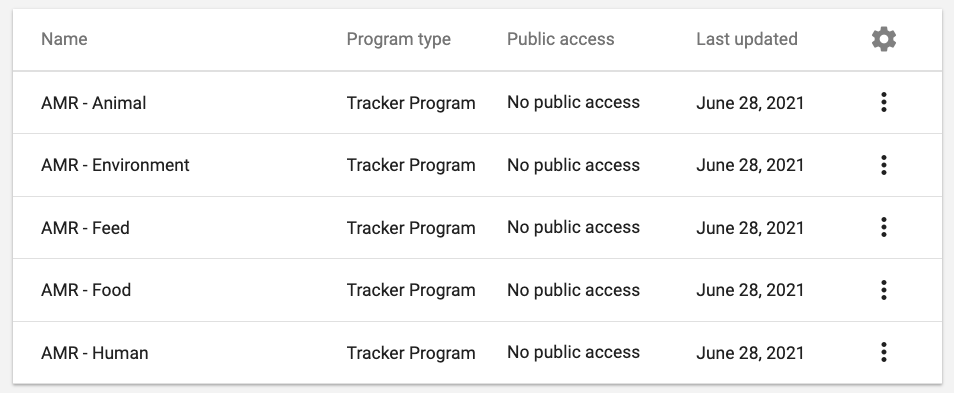 Name Program type Public access Last updated
AMR - Animal Tracker Program No public access June 28, 2021
AMR - Environment Tracker Program No public access June 28, 2021
AMR - Feed Tracker Program No public access June 28, 2021
AMR - Food Tracker Program No public access June 28, 2021
AMR - Human Tracker Program No public access June 28, 2021